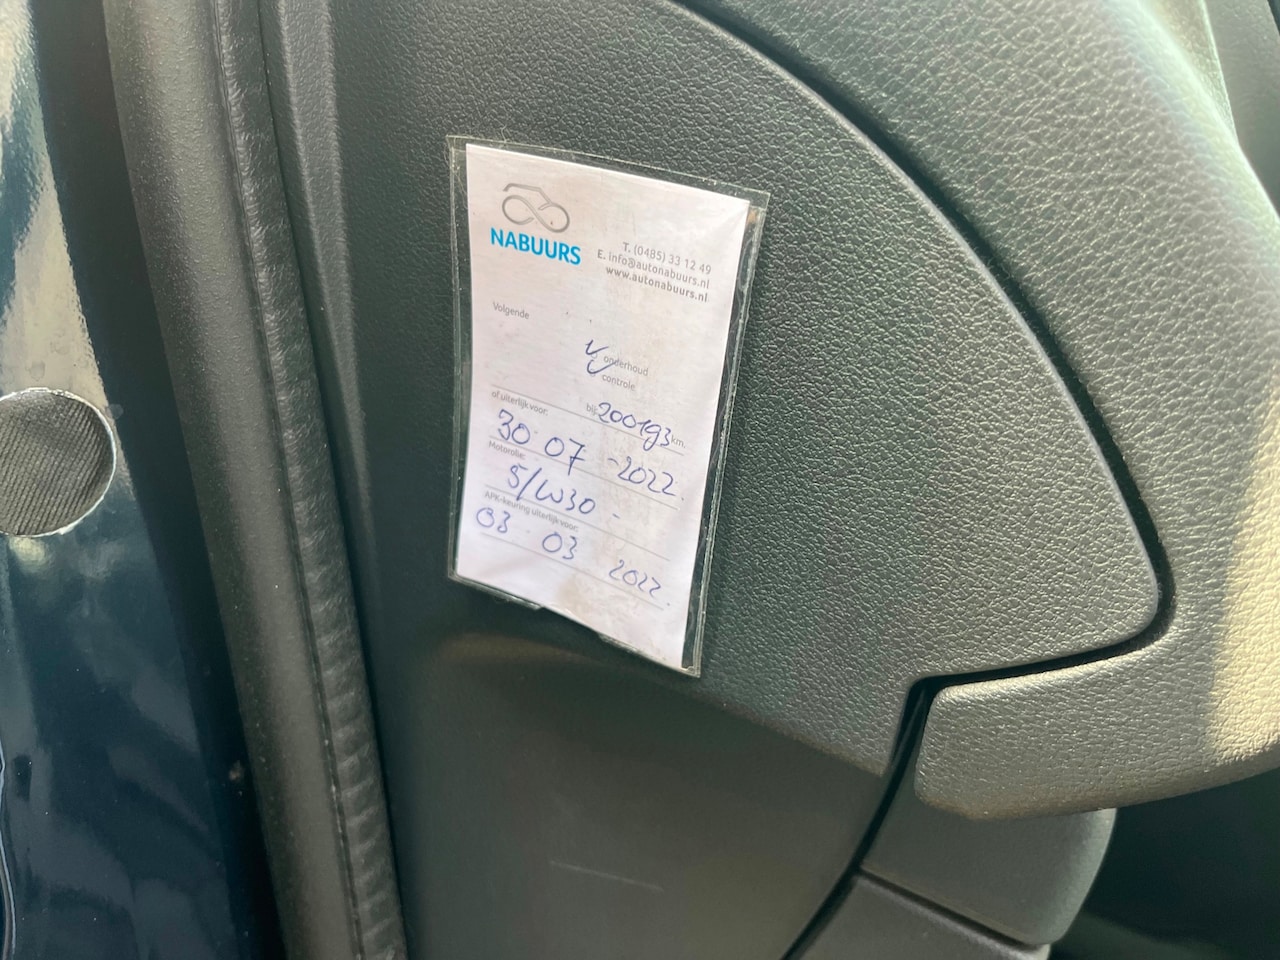 NABUURS
T. (0485) 33 12 49
E. info@autonabuurs.nl
www.autonabuurs.nl
Volgende
onderhoud
controle
of uiterlijk voor: bij 200193 km.
30-07-2022.
Motorolie:
5/W30-
APK-keuring uiterlijk voor:
03-03 2022.